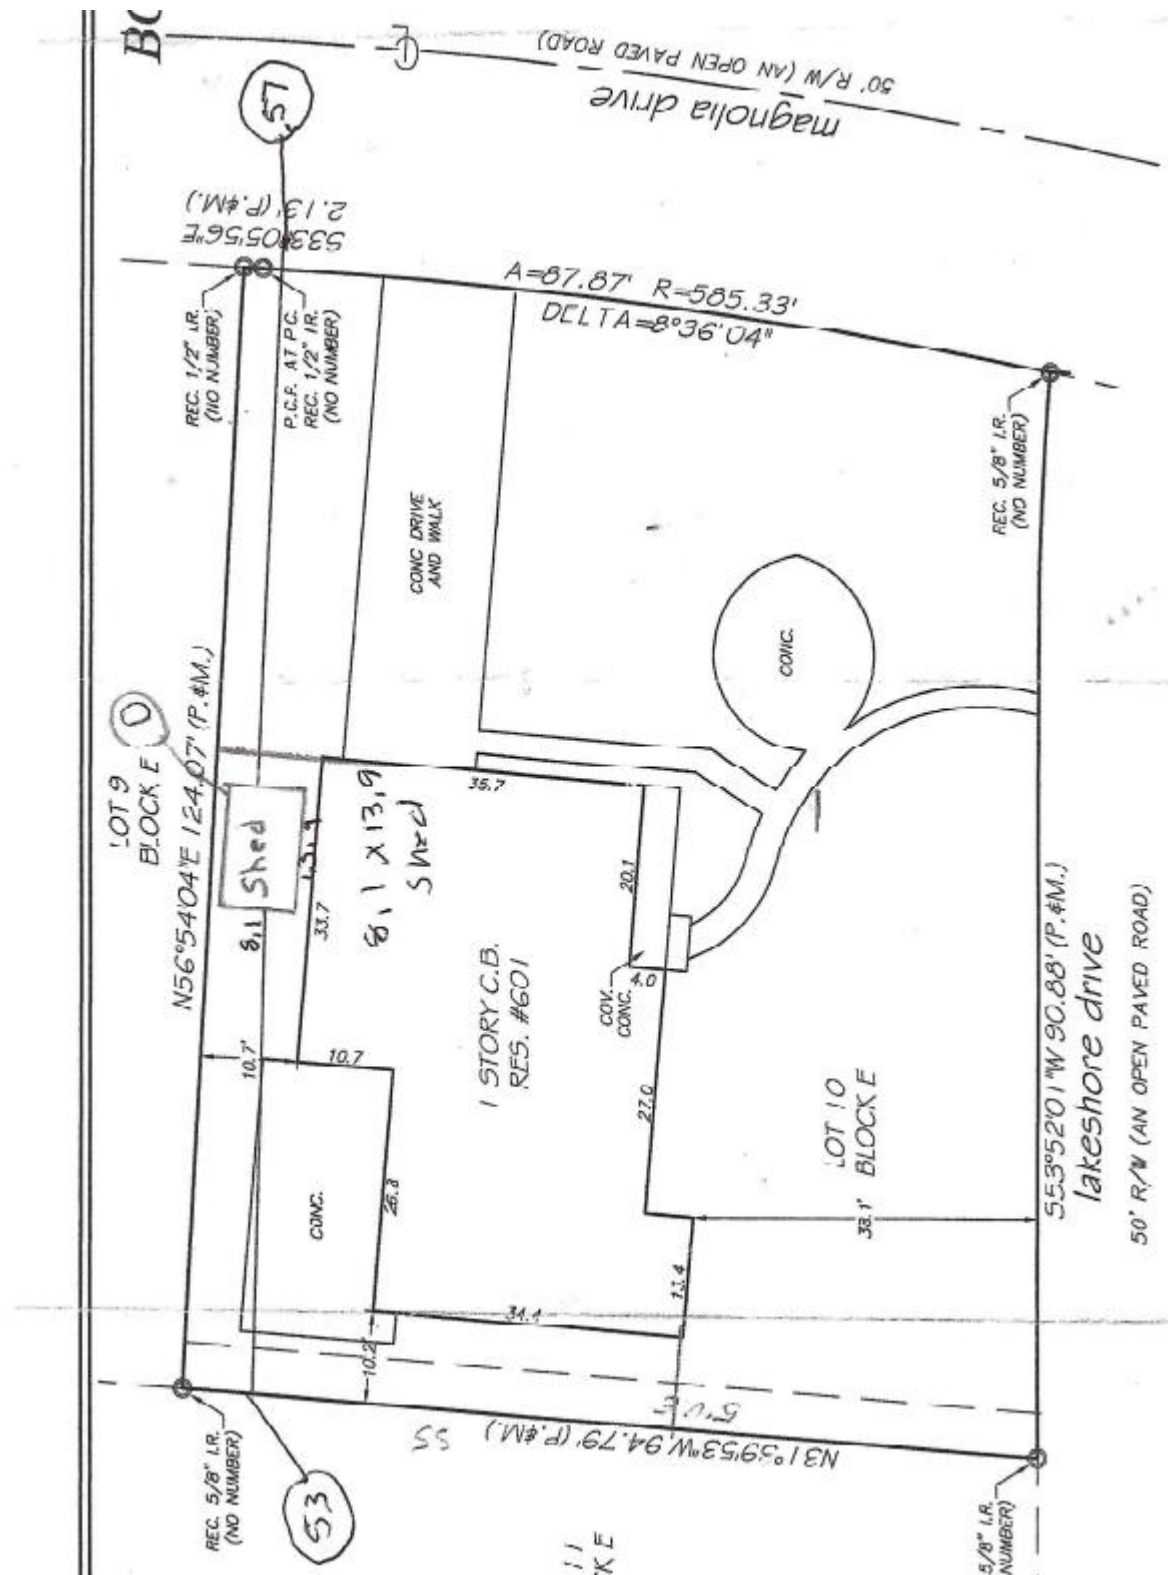 BO
50' R/W (AN OPEN PAVED ROAD)
magnolia drive
57
S33°05'56"E
2.13' (P.&M.)
A=87.87' R=585.33'
DELTA=8°36'04"
REC. 1/2" I.R.
(NO NUMBER)
P.C.P. AT P.C.
REC. 1/2" I.R.
(NO NUMBER)
REC. 5/8" I.R.
(NO NUMBER)
CONC DRIVE
AND WALK
CONC.
LOT 9
BLOCK E
N56°54'04"E 124.07' (P.&M.)
Shed
8.1
13.9
8.1 x 13.9
Shed
35.7
33.7
20.1
4.0
COV.
CONC.
1 STORY C.B.
RES. #601
10.7'
10.7
27.0
LOT 10
BLOCK E
CONC.
26.8
38.1'
13.4
34.4
10.2'
S53°52'01"W 90.88' (P.&M.)
lakeshore drive
50' R/W (AN OPEN PAVED ROAD)
N31°39'53"W 94.79' (P.&M.)
55
REC. 5/8" I.R.
(NO NUMBER)
53
11
CK E
5/8" I.R.
NUMBER)